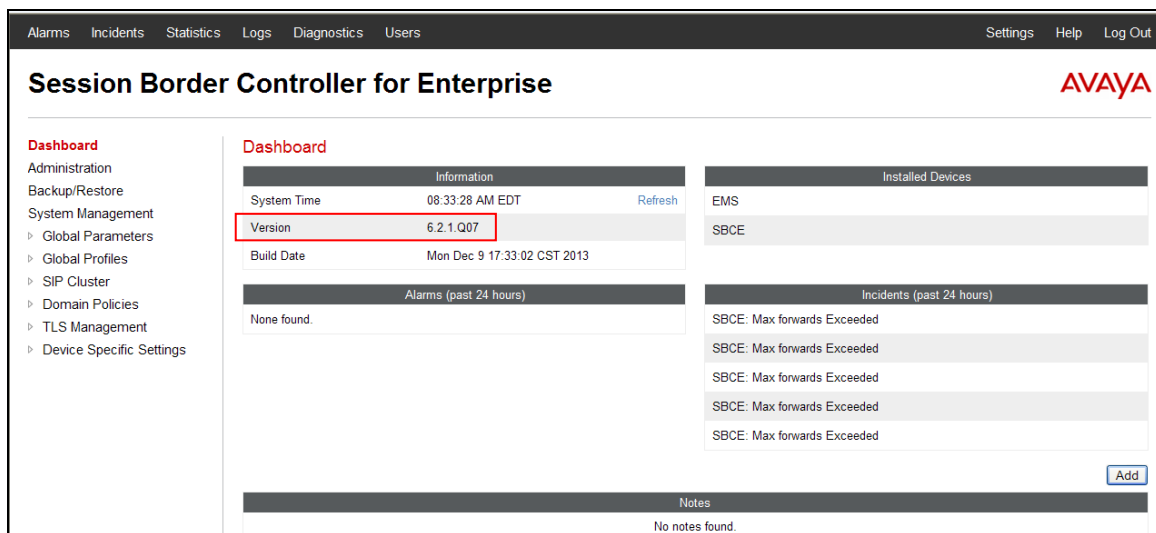 Alarms Incidents Statistics Logs Diagnostics Users Settings Help Log Out
Session Border Controller for Enterprise
AVAYA
Dashboard
Administration
Backup/Restore
System Management
Global Parameters
Global Profiles
SIP Cluster
Domain Policies
TLS Management
Device Specific Settings
Dashboard
Information
System Time 08:33:28 AM EDT Refresh
Version 6.2.1.Q07
Build Date Mon Dec 9 17:33:02 CST 2013
Installed Devices
EMS
SBCE
Alarms (past 24 hours)
None found.
Incidents (past 24 hours)
SBCE: Max forwards Exceeded
SBCE: Max forwards Exceeded
SBCE: Max forwards Exceeded
SBCE: Max forwards Exceeded
SBCE: Max forwards Exceeded
Add
Notes
No notes found.